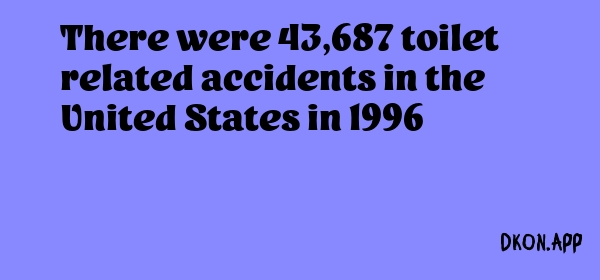 There were 43,687 toilet
related accidents in the
United States in 1996
DKON.APP